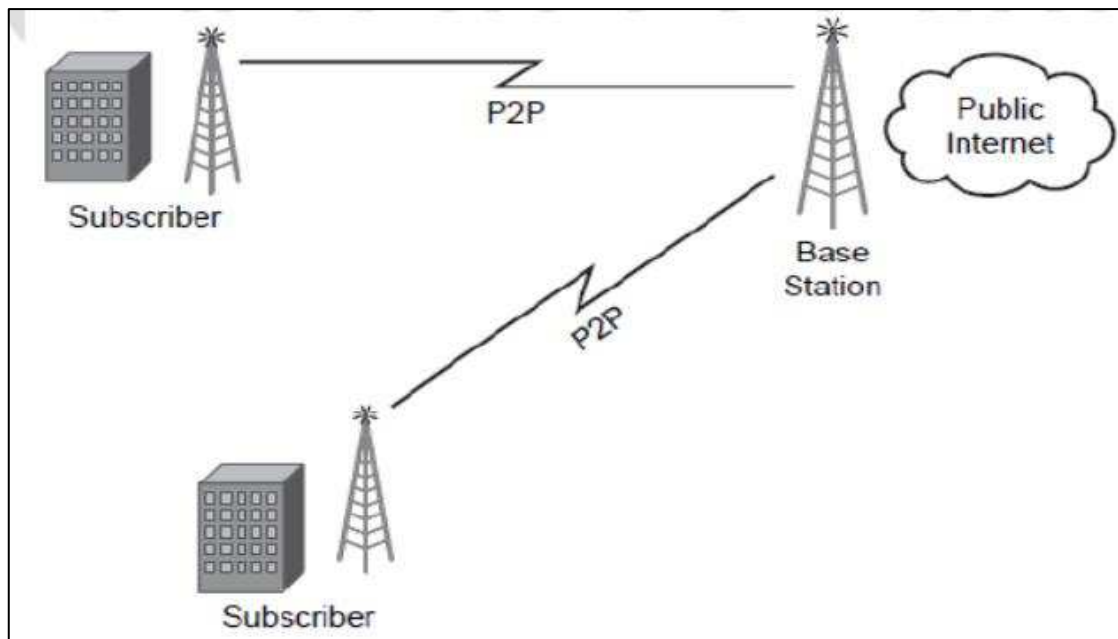 P2P
Public
Internet
Subscriber
Base
Station
P2P
Subscriber